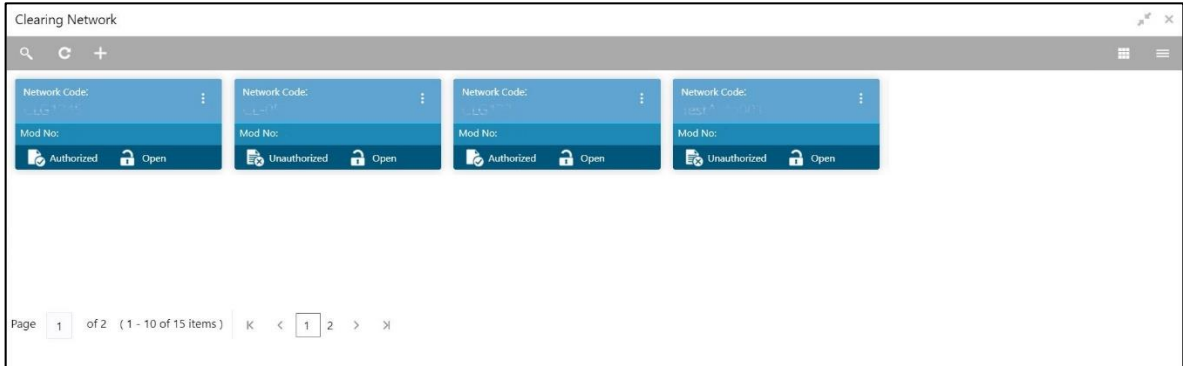 Clearing Network
Network Code:
Mod No:
Authorized Open
Network Code:
Mod No:
Unauthorized Open
Network Code:
Mod No:
Authorized Open
Network Code:
Mod No:
Unauthorized Open
Page 1 of 2 ( 1 - 10 of 15 items ) 1 2